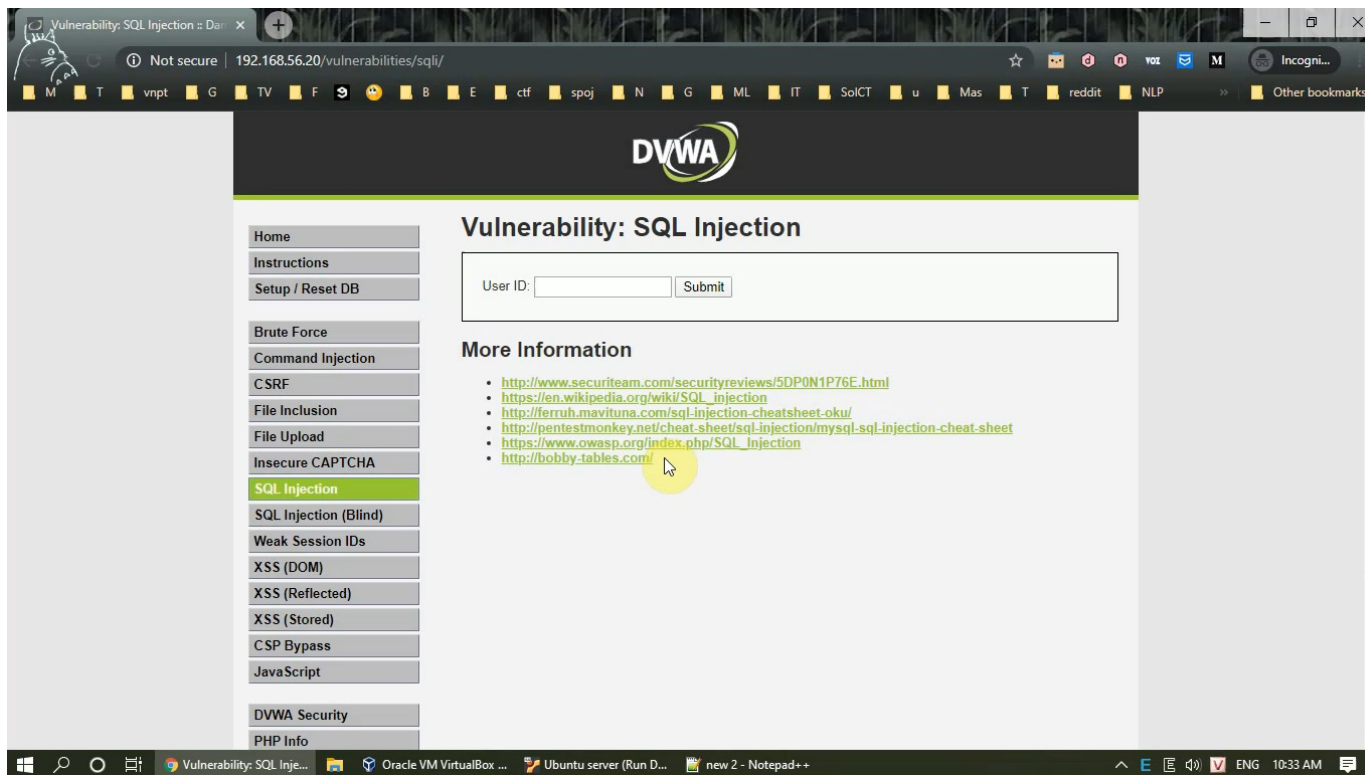 Vulnerability: SQL Injection :: Dar
Not secure | 192.168.56.20/vulnerabilities/sqli/
VOZ M Incogni...
M T vnpt G TV F 9 B E ctf spoj N G ML IT SoICT u Mas T reddit NLP » Other bookmarks
DVWA
Vulnerability: SQL Injection
Home
Instructions
Setup / Reset DB
User ID: Submit
Brute Force
Command Injection
CSRF
File Inclusion
File Upload
Insecure CAPTCHA
SQL Injection
SQL Injection (Blind)
Weak Session IDs
XSS (DOM)
XSS (Reflected)
XSS (Stored)
CSP Bypass
JavaScript
DVWA Security
PHP Info
More Information
http://www.securiteam.com/securityreviews/5DP0N1P76E.html
https://en.wikipedia.org/wiki/SQL_injection
http://ferruh.mavituna.com/sql-injection-cheatsheet-oku/
http://pentestmonkey.net/cheat-sheet/sql-injection/mysql-sql-injection-cheat-sheet
https://www.owasp.org/index.php/SQL_Injection
http://bobby-tables.com/
Vulnerability: SQL Inje... Oracle VM VirtualBox ... Ubuntu server (Run D... new 2 - Notepad++ E V ENG 10:33 AM